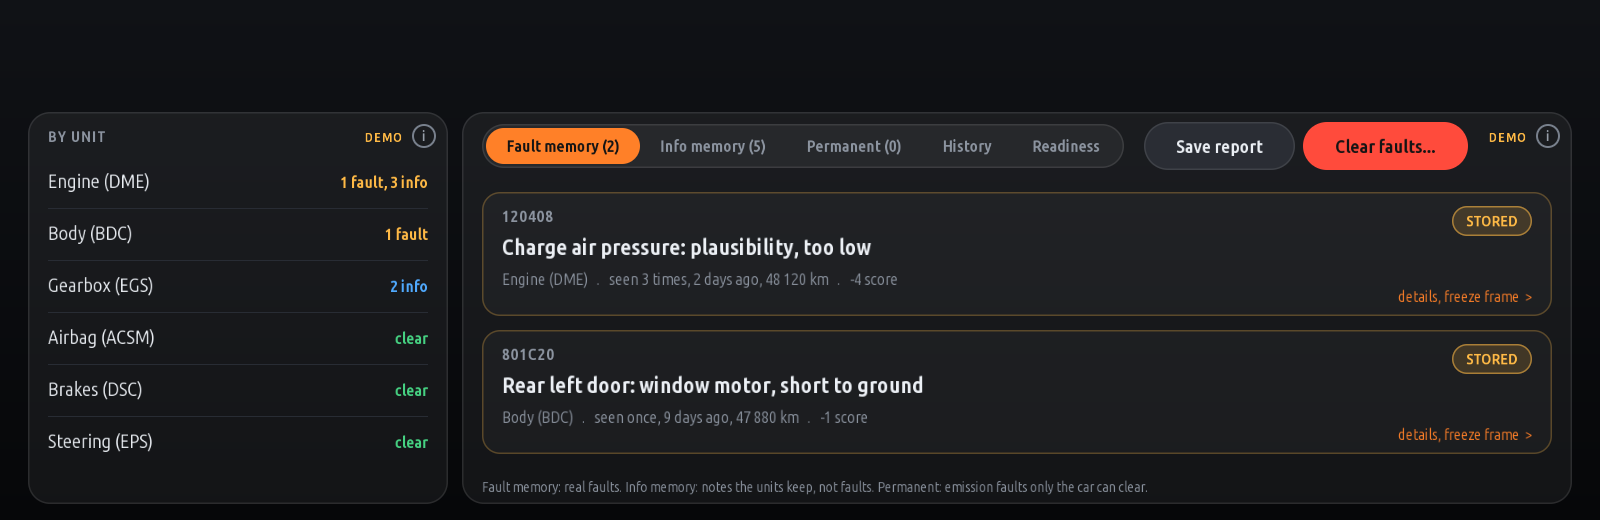 BY UNIT
DEMO
i
Engine (DME)
1 fault, 3 info
Body (BDC)
1 fault
Gearbox (EGS)
2 info
Airbag (ACSM)
clear
Brakes (DSC)
clear
Steering (EPS)
clear
Fault memory (2)
Info memory (5)
Permanent (0)
History
Readiness
Save report
Clear faults...
DEMO
i
120408
STORED
Charge air pressure: plausibility, too low
Engine (DME) . seen 3 times, 2 days ago, 48 120 km . -4 score
details, freeze frame >
801C20
STORED
Rear left door: window motor, short to ground
Body (BDC) . seen once, 9 days ago, 47 880 km . -1 score
details, freeze frame >
Fault memory: real faults. Info memory: notes the units keep, not faults. Permanent: emission faults only the car can clear.